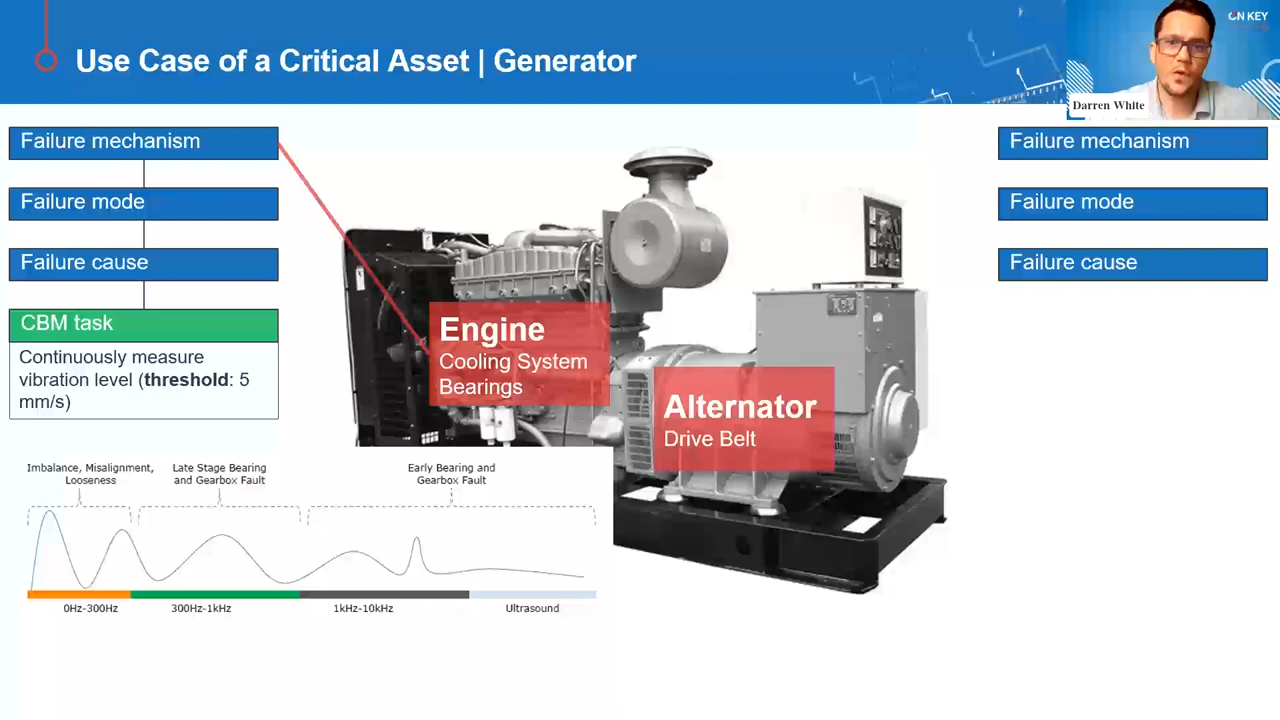 Use Case of a Critical Asset | Generator
ON KEY
Darren White
Failure mechanism
Failure mode
Failure cause
CBM task
Continuously measure
vibration level (threshold: 5
mm/s)
Engine
Cooling System
Bearings
Alternator
Drive Belt
Failure mechanism
Failure mode
Failure cause
Imbalance, Misalignment,
Looseness
Late Stage Bearing
and Gearbox Fault
Early Bearing and
Gearbox Fault
0Hz-300Hz
300Hz-1kHz
1kHz-10kHz
Ultrasound